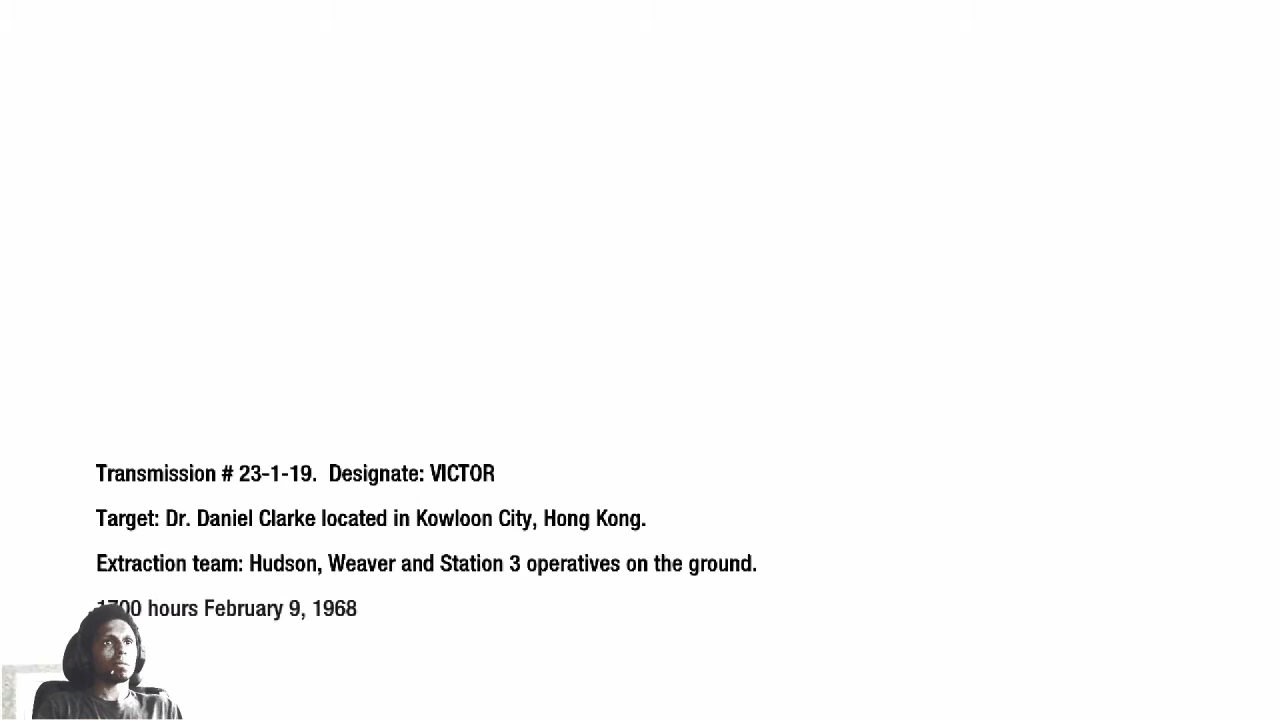 Transmission # 23-1-19.  Designate: VICTOR
Target: Dr. Daniel Clarke located in Kowloon City, Hong Kong.
Extraction team: Hudson, Weaver and Station 3 operatives on the ground.
1700 hours February 9, 1968